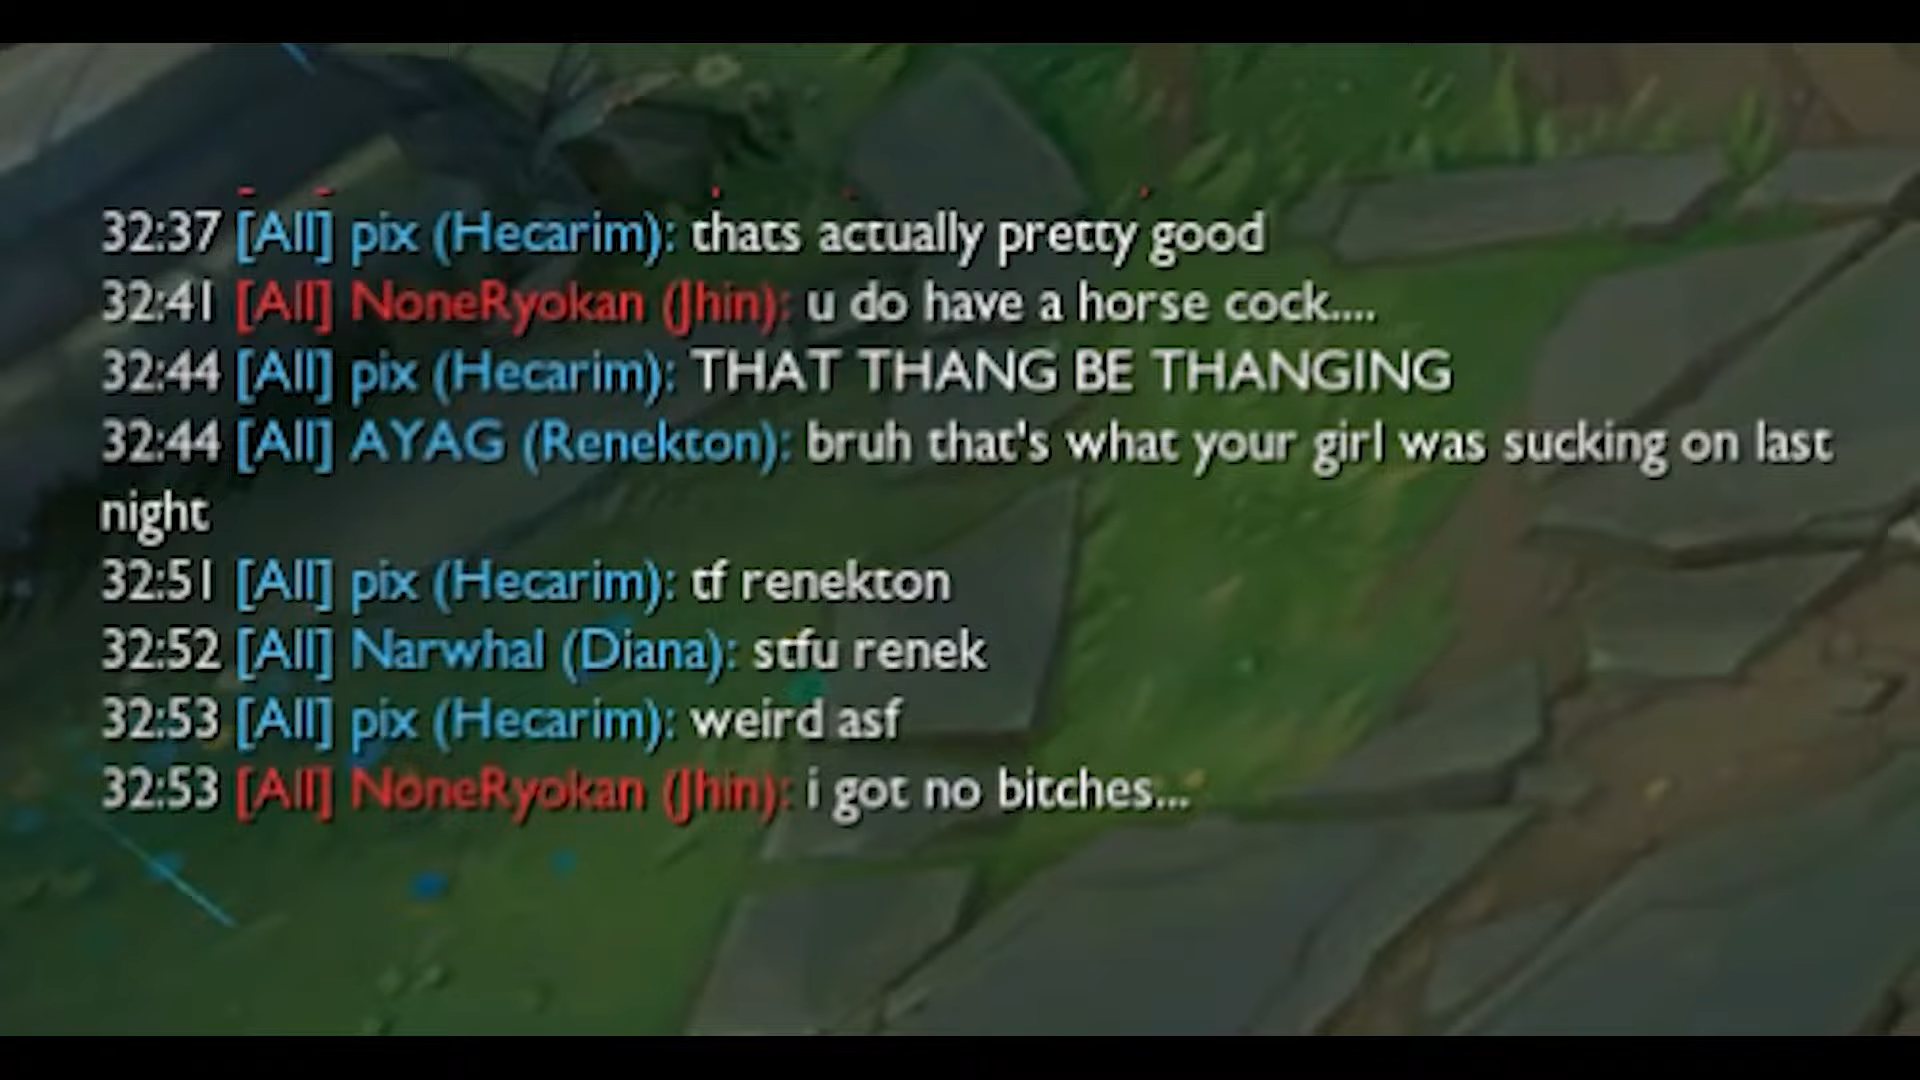 32:37 [All] pix (Hecarim): thats actually pretty good
32:41 [All] NoneRyokan (Jhin): u do have a horse cock....
32:44 [All] pix (Hecarim): THAT THANG BE THANGING
32:44 [All] AYAG (Renekton): bruh that's what your girl was sucking on last
night
32:51 [All] pix (Hecarim): tf renekton
32:52 [All] Narwhal (Diana): stfu renek
32:53 [All] pix (Hecarim): weird asf
32:53 [All] NoneRyokan (Jhin): i got no bitches...